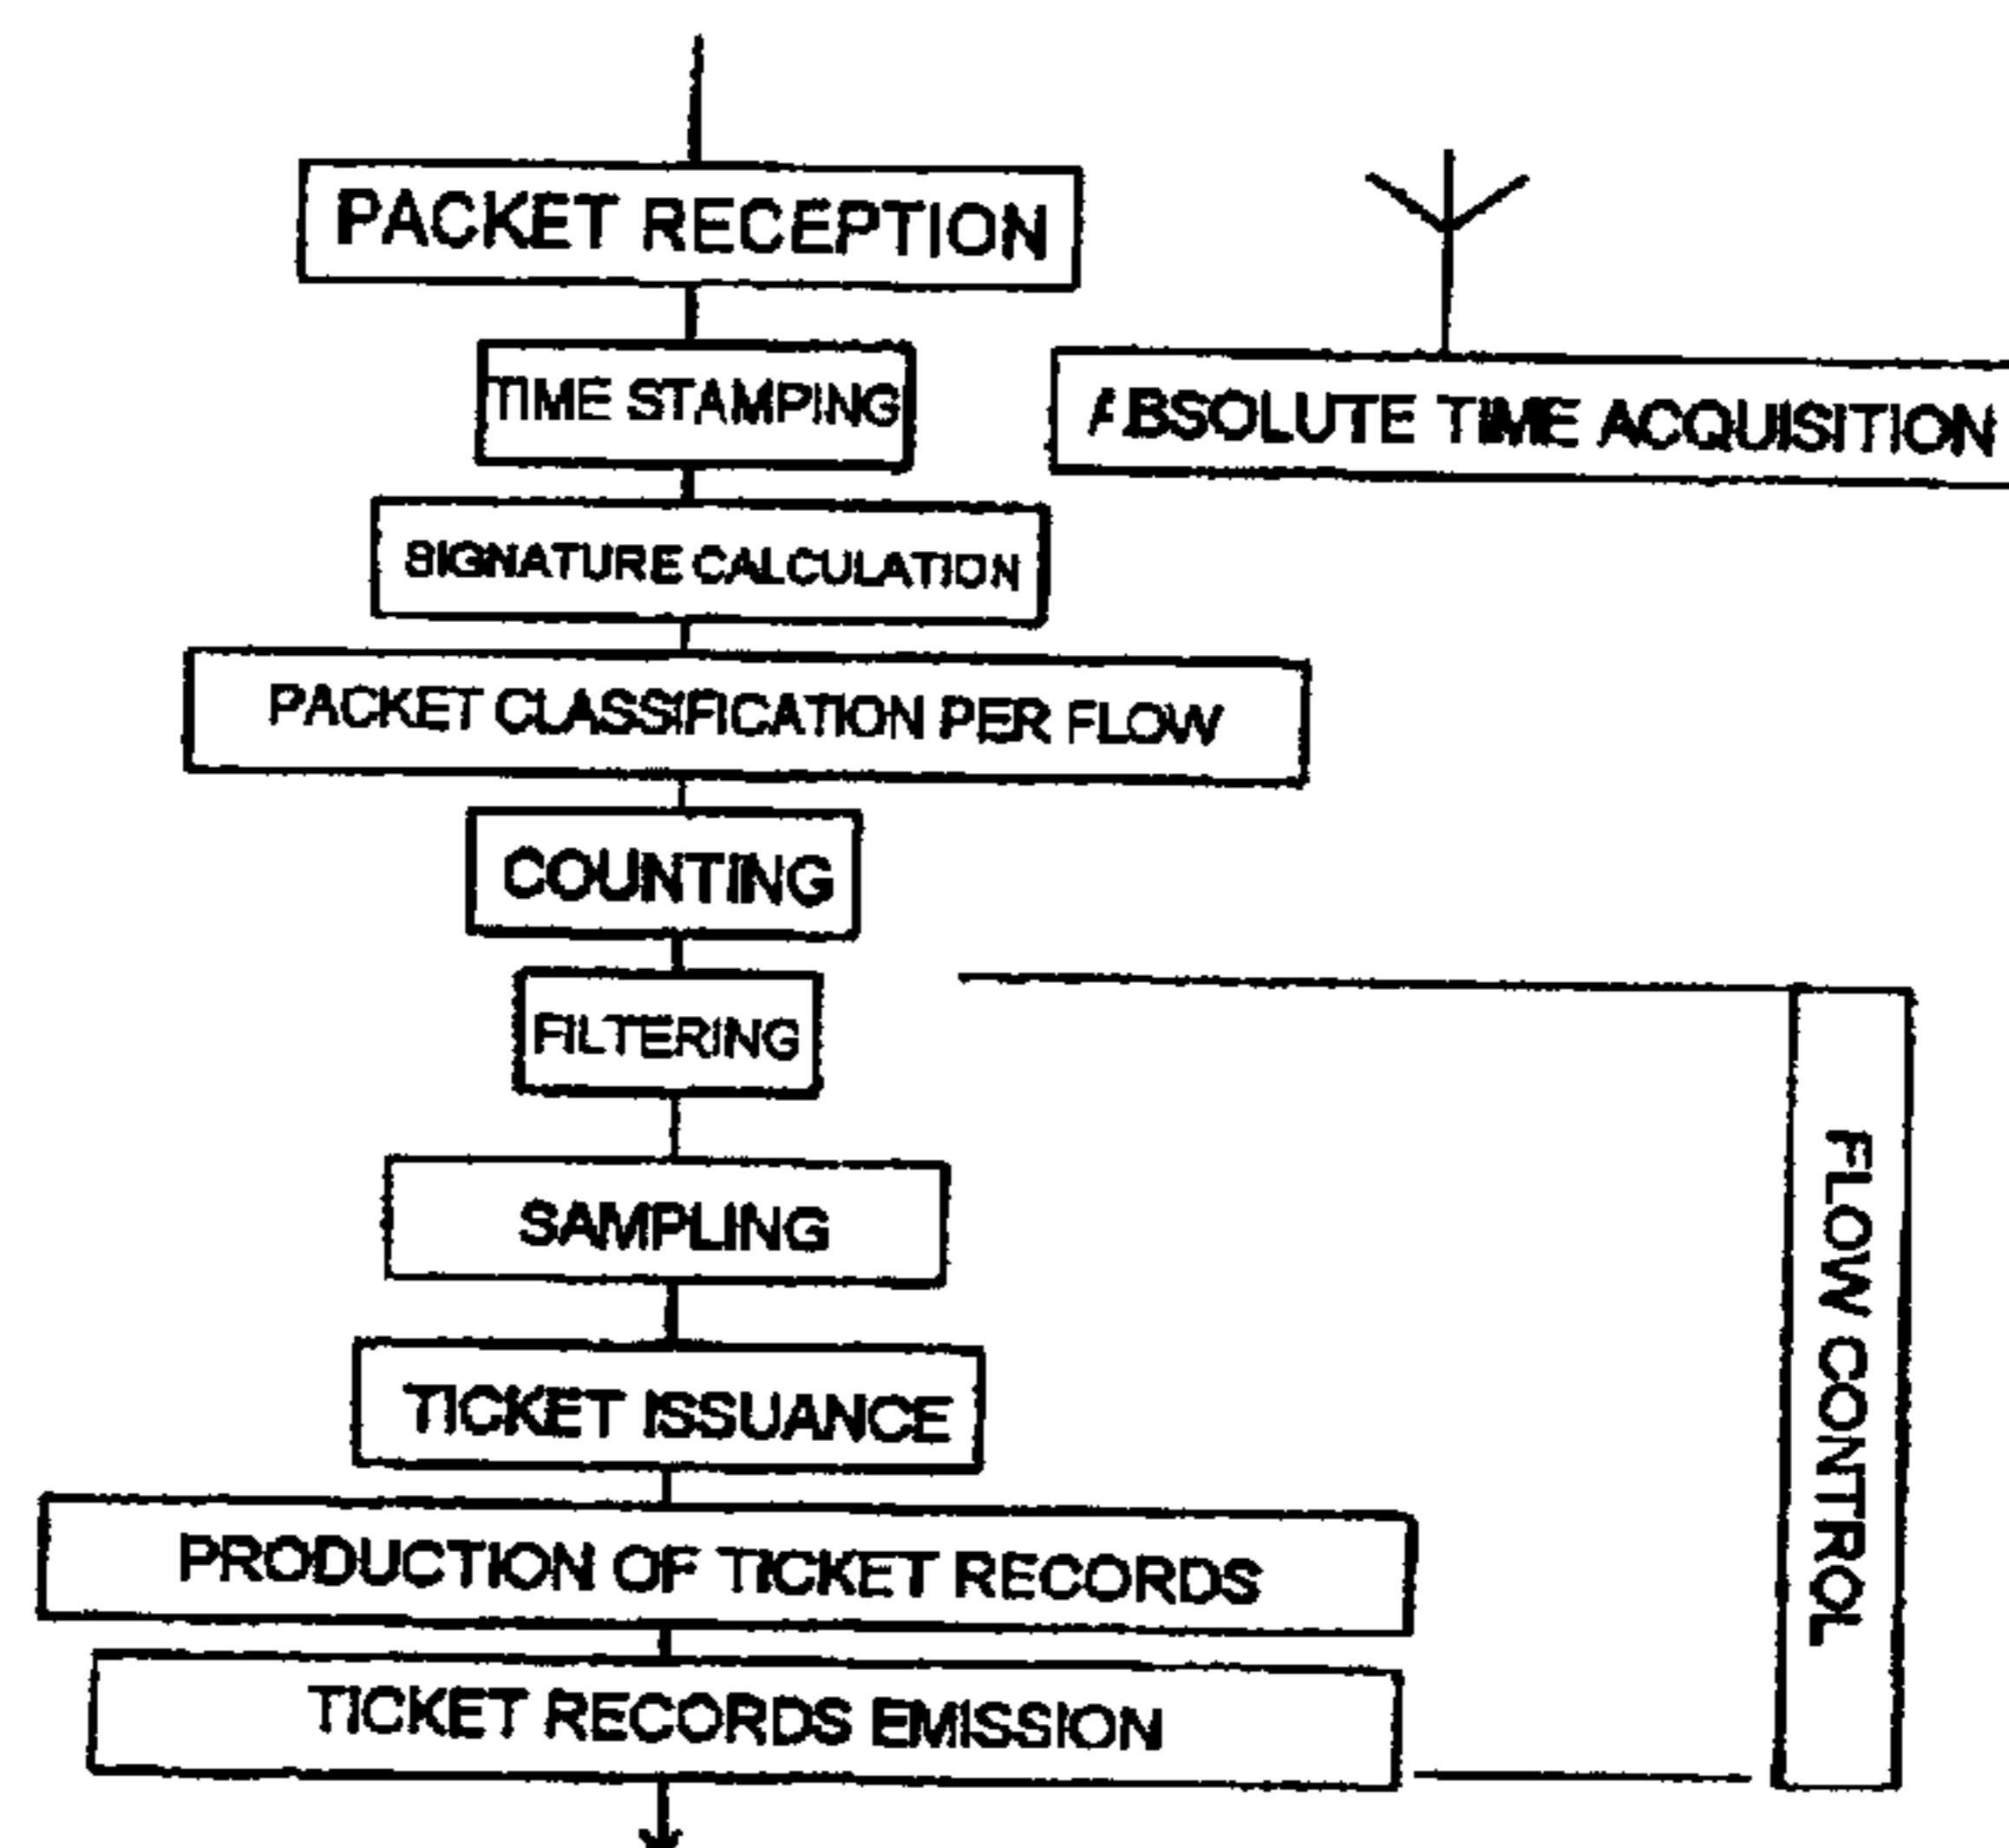 PACKET RECEPTION
TIME STAMPING
ABSOLUTE TIME ACQUISITION
SIGNATURE CALCULATION
PACKET CLASSIFICATION PER FLOW
COUNTING
FILTERING
SAMPLING
TICKET ISSUANCE
PRODUCTION OF TICKET RECORDS
TICKET RECORDS EMISSION
FLOW CONTROL